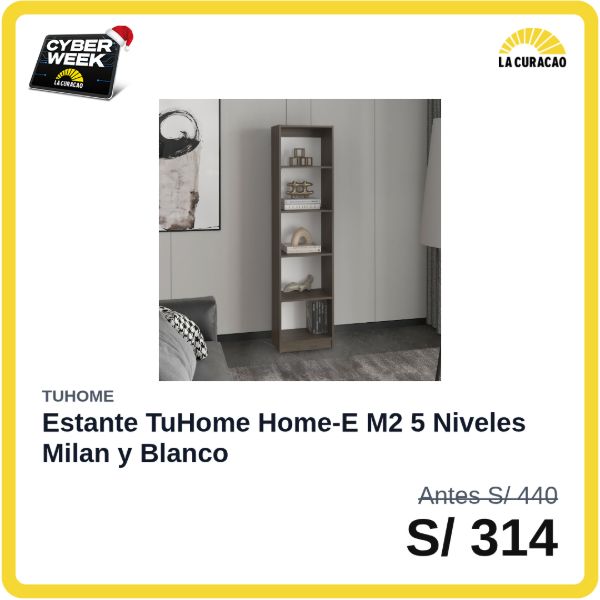 CYBER
WEEK
LA CURACAO
LA CURACAO
TUHOME
Estante TuHome Home-E M2 5 Niveles
Milan y Blanco
Antes S/ 440
S/ 314